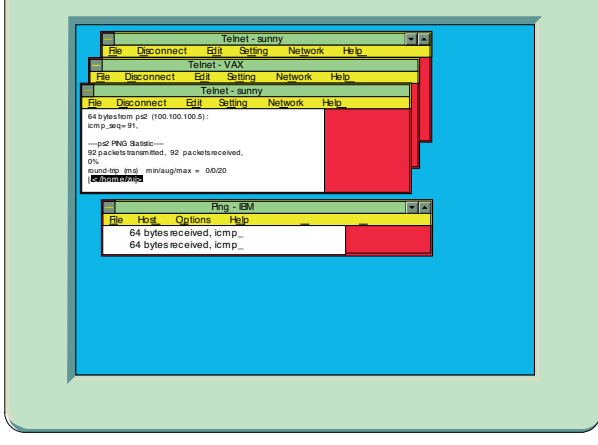 Telnet - sunny
File Disconnect Edit Setting Network Help
Telnet - VAX
File Disconnect Edit Setting Network Help
Telnet - sunny
File Disconnect Edit Setting Network Help
64 bytes from ps2 (100.100.100.5) :
icmp_seq= 91,
----ps2 PING Statistic----
92 packets transmitted, 92 packets received,
0%
round-trip (ms) min/aug/max = 0/0/20
Ping - IBM
File Host Options Help
64 bytes received, icmp_
64 bytes received, icmp_